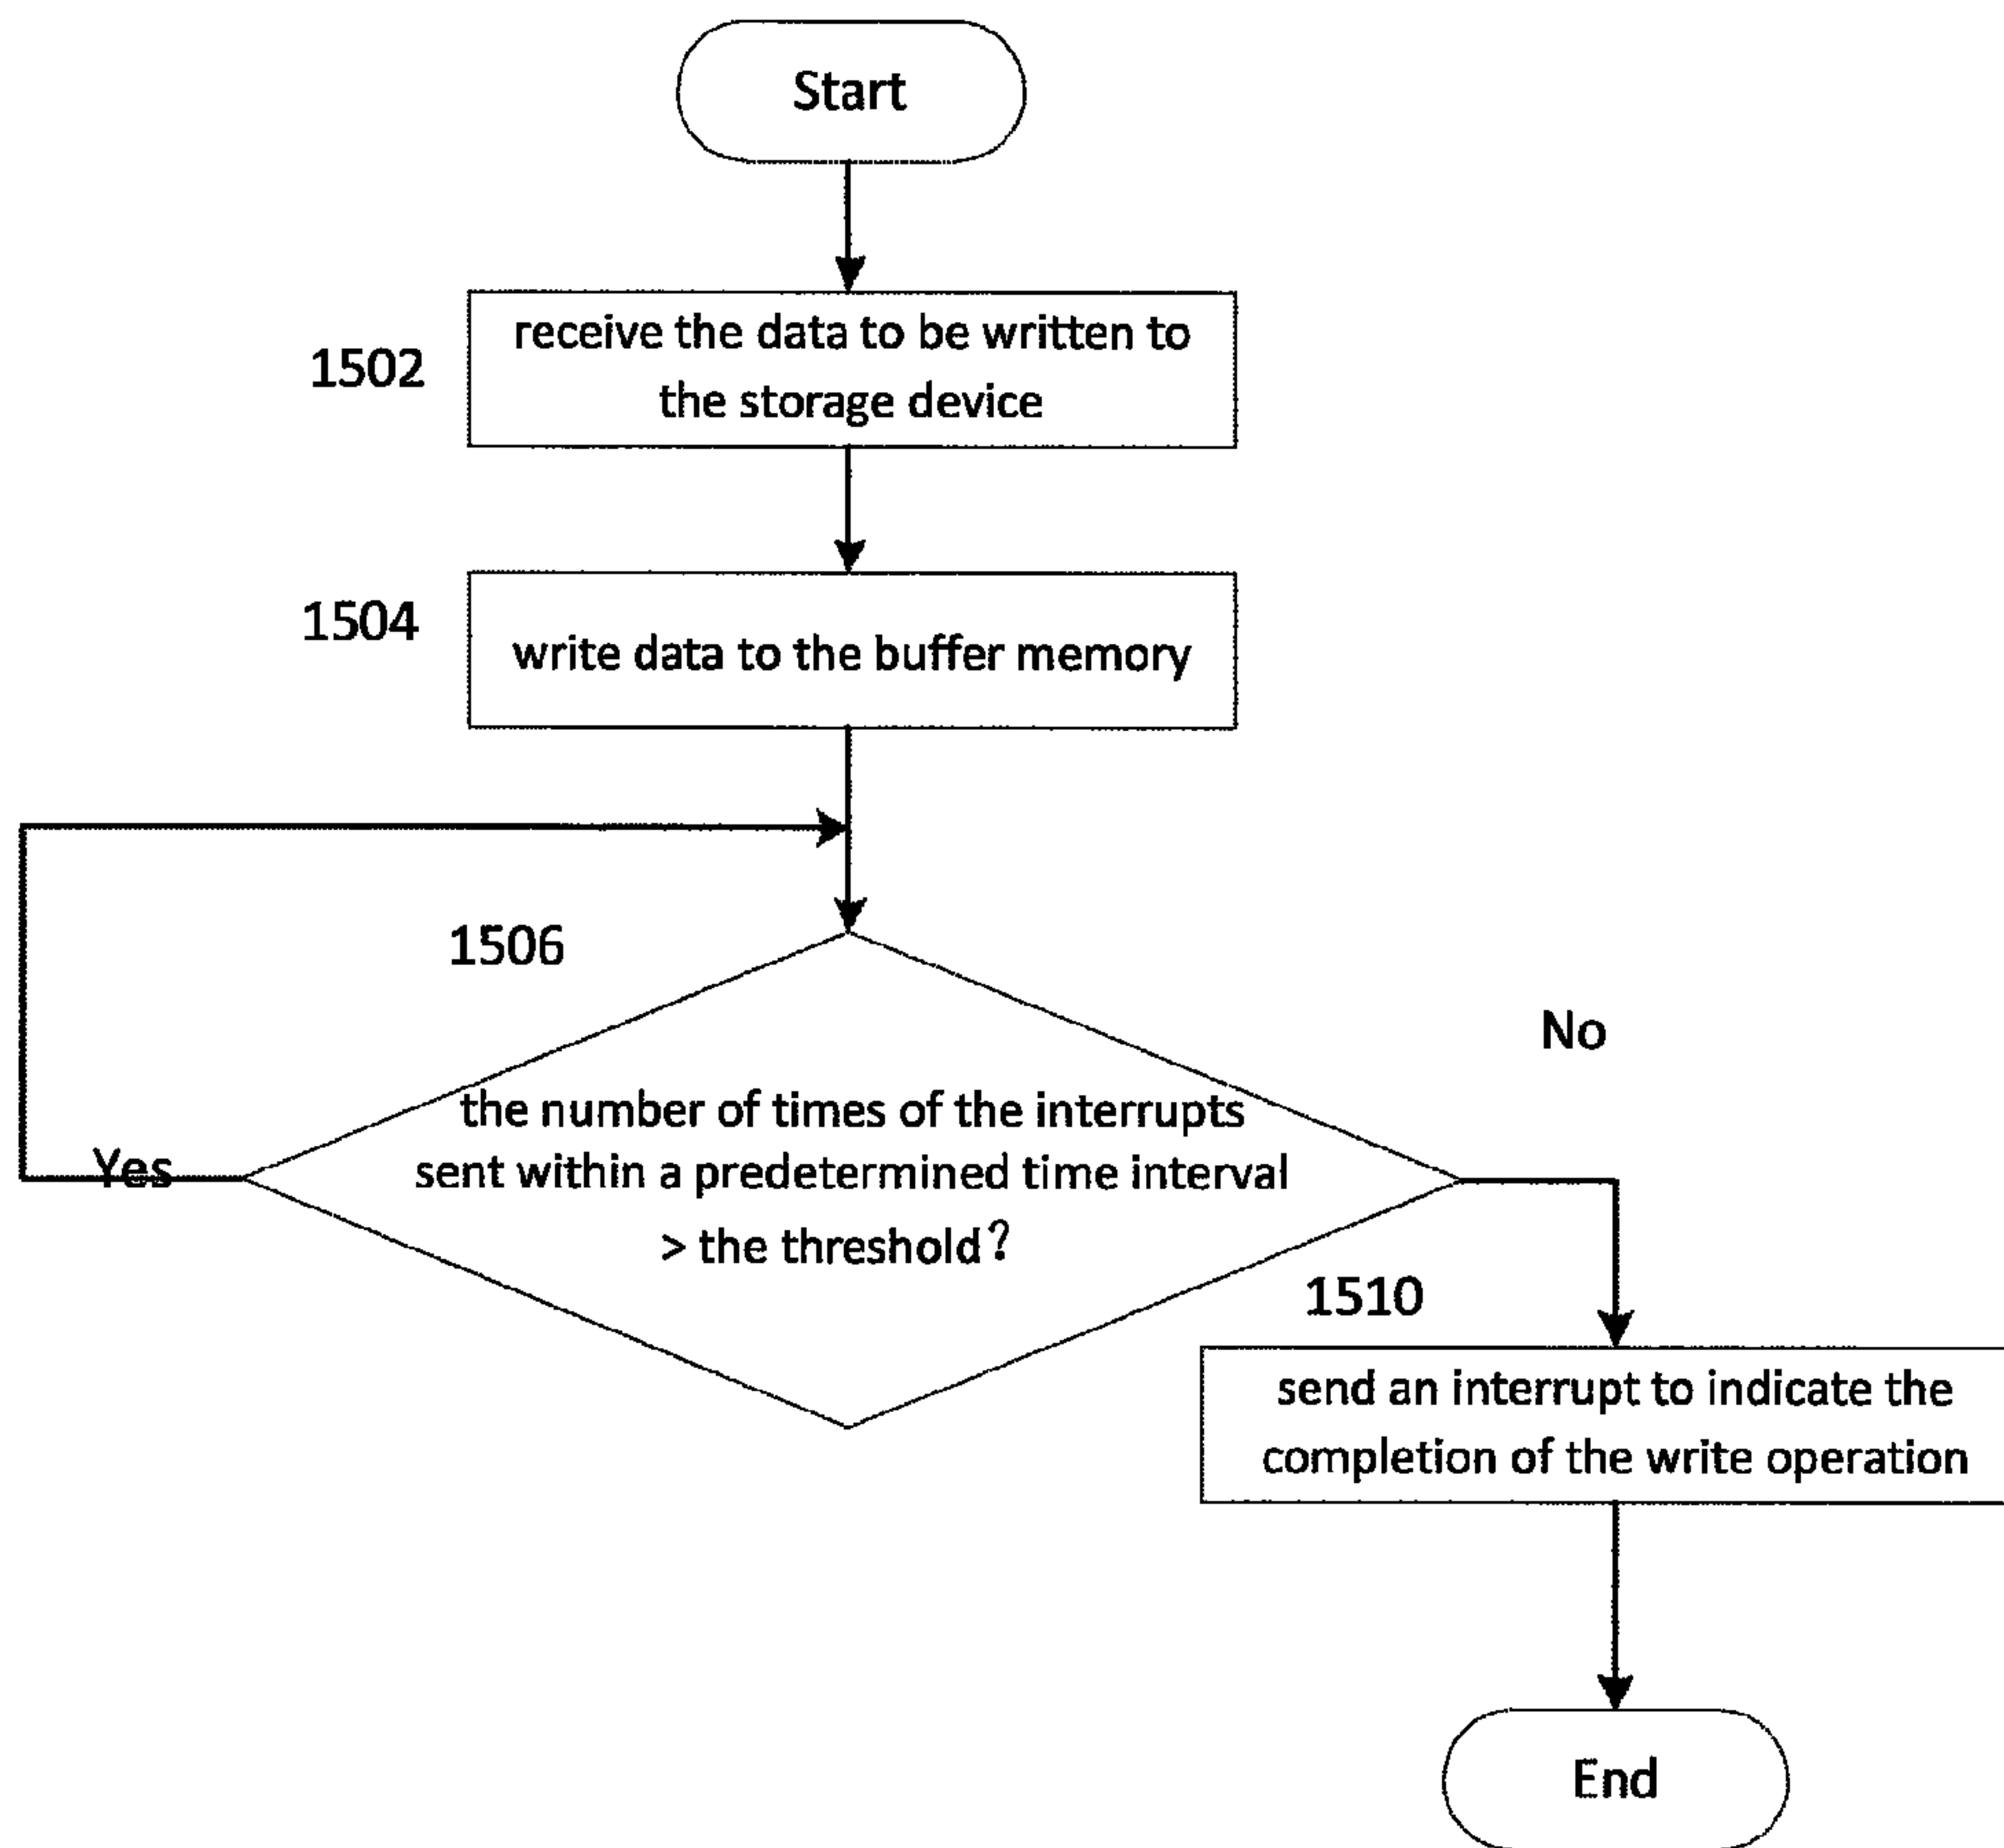 Start
1502
receive the data to be written to
the storage device
1504
write data to the buffer memory
1506
No
the number of times of the interrupts
sent within a predetermined time interval
> the threshold?
Yes
1510
send an interrupt to indicate the
completion of the write operation
End